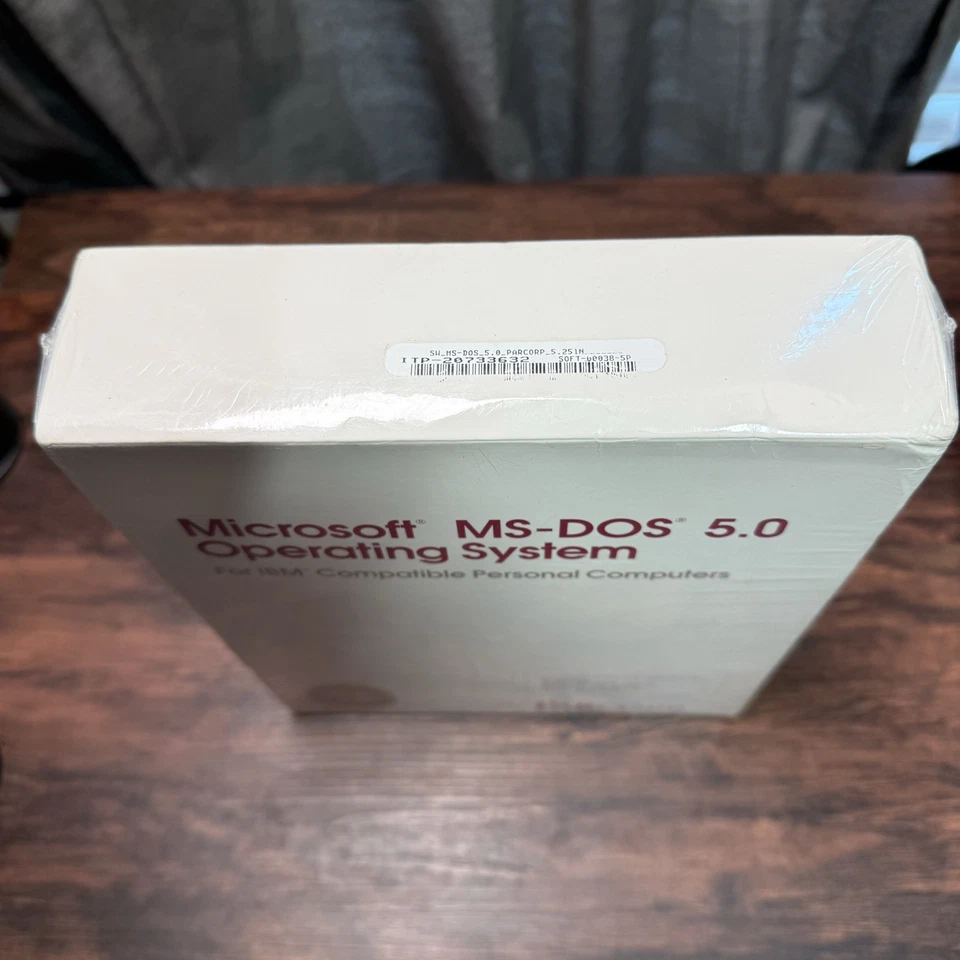 SW_MS-DOS_5.0_PARCORP_5.25IN
ITP-20733632 SOFT-W0038-SP
Microsoft® MS-DOS® 5.0
Operating System
For IBM Compatible Personal Computers